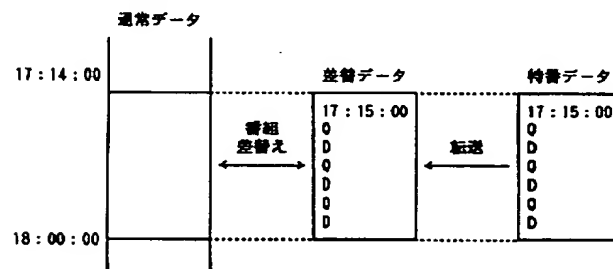 通常データ
17:14:00
差替データ
特番データ
17:15:00
Q
D
Q
D
Q
D
番組
差替え
転送
17:15:00
Q
D
Q
D
Q
D
18:00:00